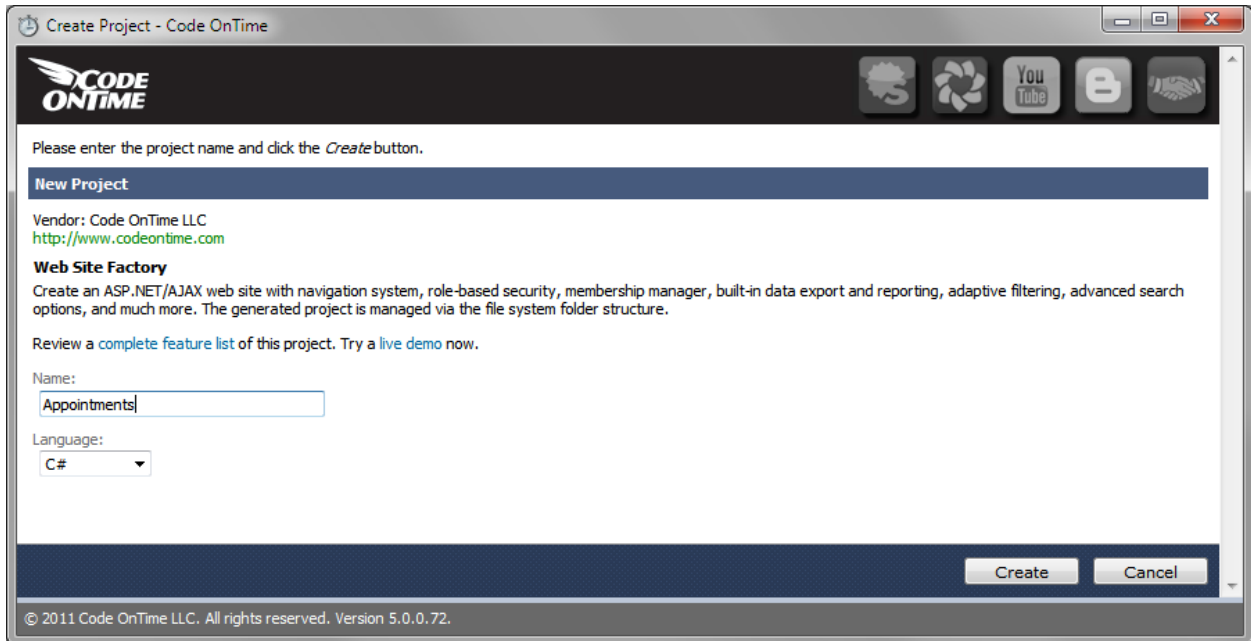 Create Project - Code OnTime
CODE
ONTIME
S
You
Tube
B
Please enter the project name and click the Create button.
New Project
Vendor: Code OnTime LLC
http://www.codeontime.com
Web Site Factory
Create an ASP.NET/AJAX web site with navigation system, role-based security, membership manager, built-in data export and reporting, adaptive filtering, advanced search
options, and much more. The generated project is managed via the file system folder structure.
Review a complete feature list of this project. Try a live demo now.
Name:
Appointments
Language:
C#
Create Cancel
© 2011 Code OnTime LLC. All rights reserved. Version 5.0.0.72.